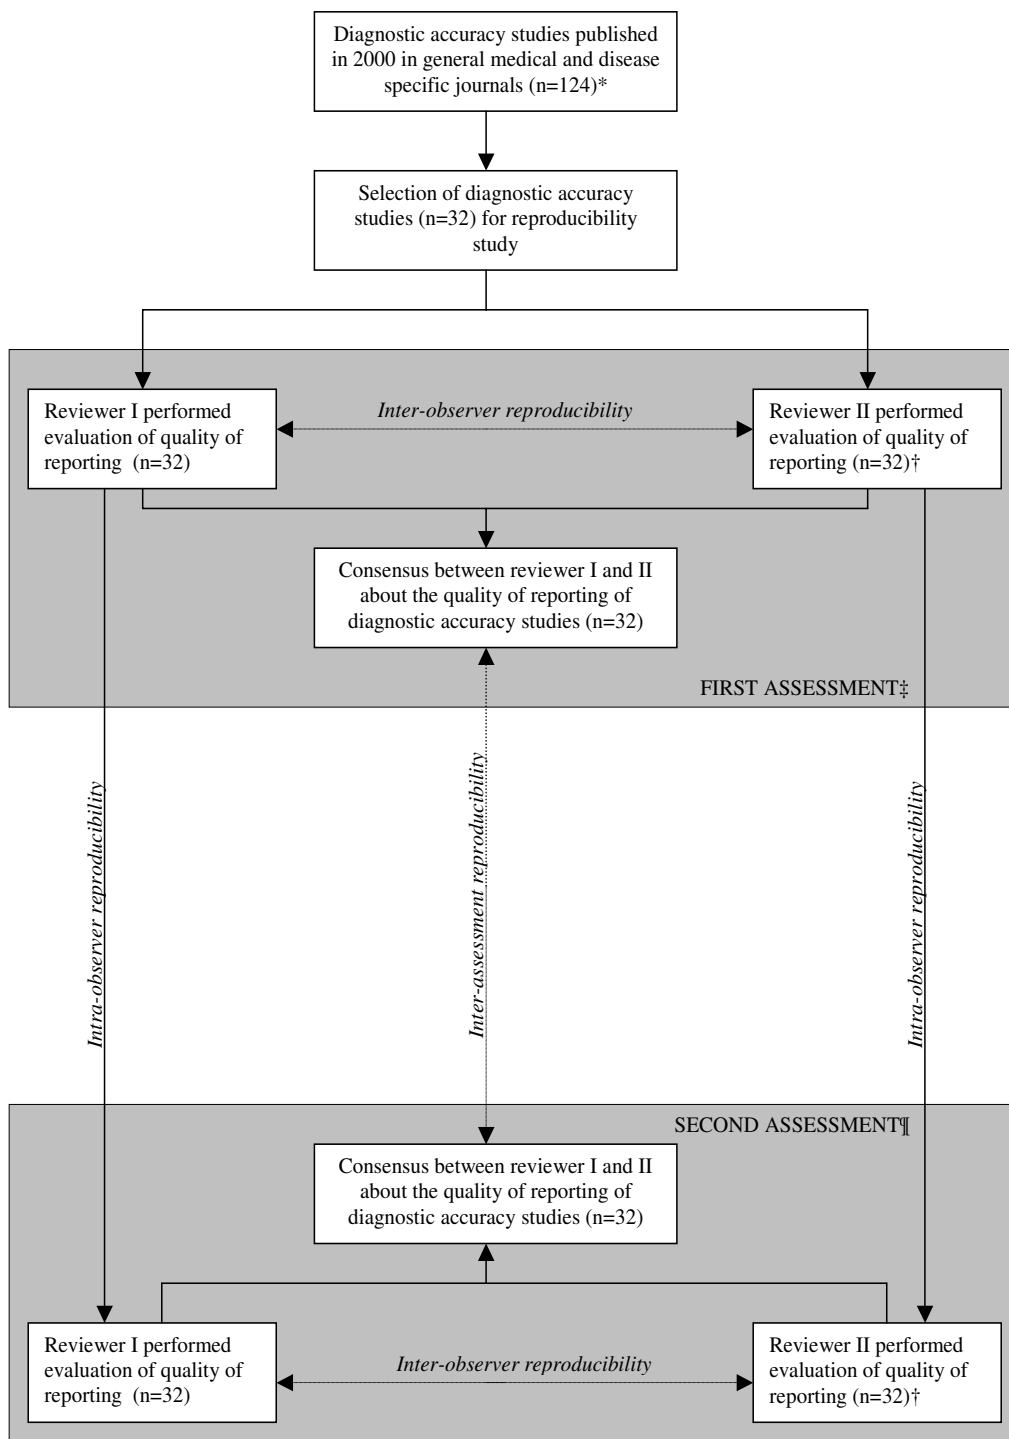 Diagnostic accuracy studies published
in 2000 in general medical and disease
specific journals (n=124)*
Selection of diagnostic accuracy
studies (n=32) for reproducibility
study
Reviewer I performed
evaluation of quality of
reporting (n=32)
Inter-observer reproducibility
Reviewer II performed
evaluation of quality of
reporting (n=32)†
Consensus between reviewer I and II
about the quality of reporting of
diagnostic accuracy studies (n=32)
FIRST ASSESSMENT‡
Intra-observer reproducibility
Inter-assessment reproducibility
Intra-observer reproducibility
SECOND ASSESSMENT¶
Consensus between reviewer I and II
about the quality of reporting of
diagnostic accuracy studies (n=32)
Reviewer I performed
evaluation of quality of
reporting (n=32)
Inter-observer reproducibility
Reviewer II performed
evaluation of quality of
reporting (n=32)†